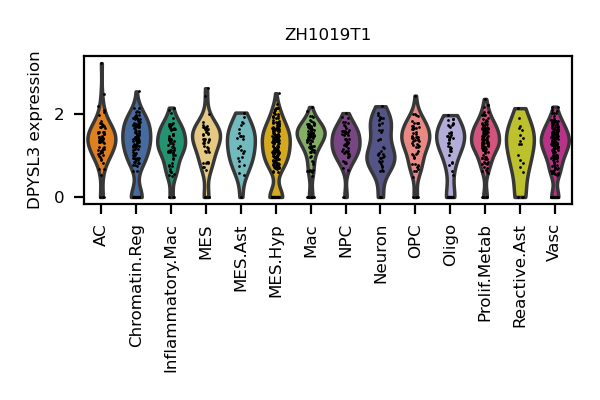 ZH1019T1
DPYSL3 expression
2
0
AC
Chromatin.Reg
Inflammatory.Mac
MES
MES.Ast
MES.Hyp
Mac
NPC
Neuron
OPC
Oligo
Prolif.Metab
Reactive.Ast
Vasc